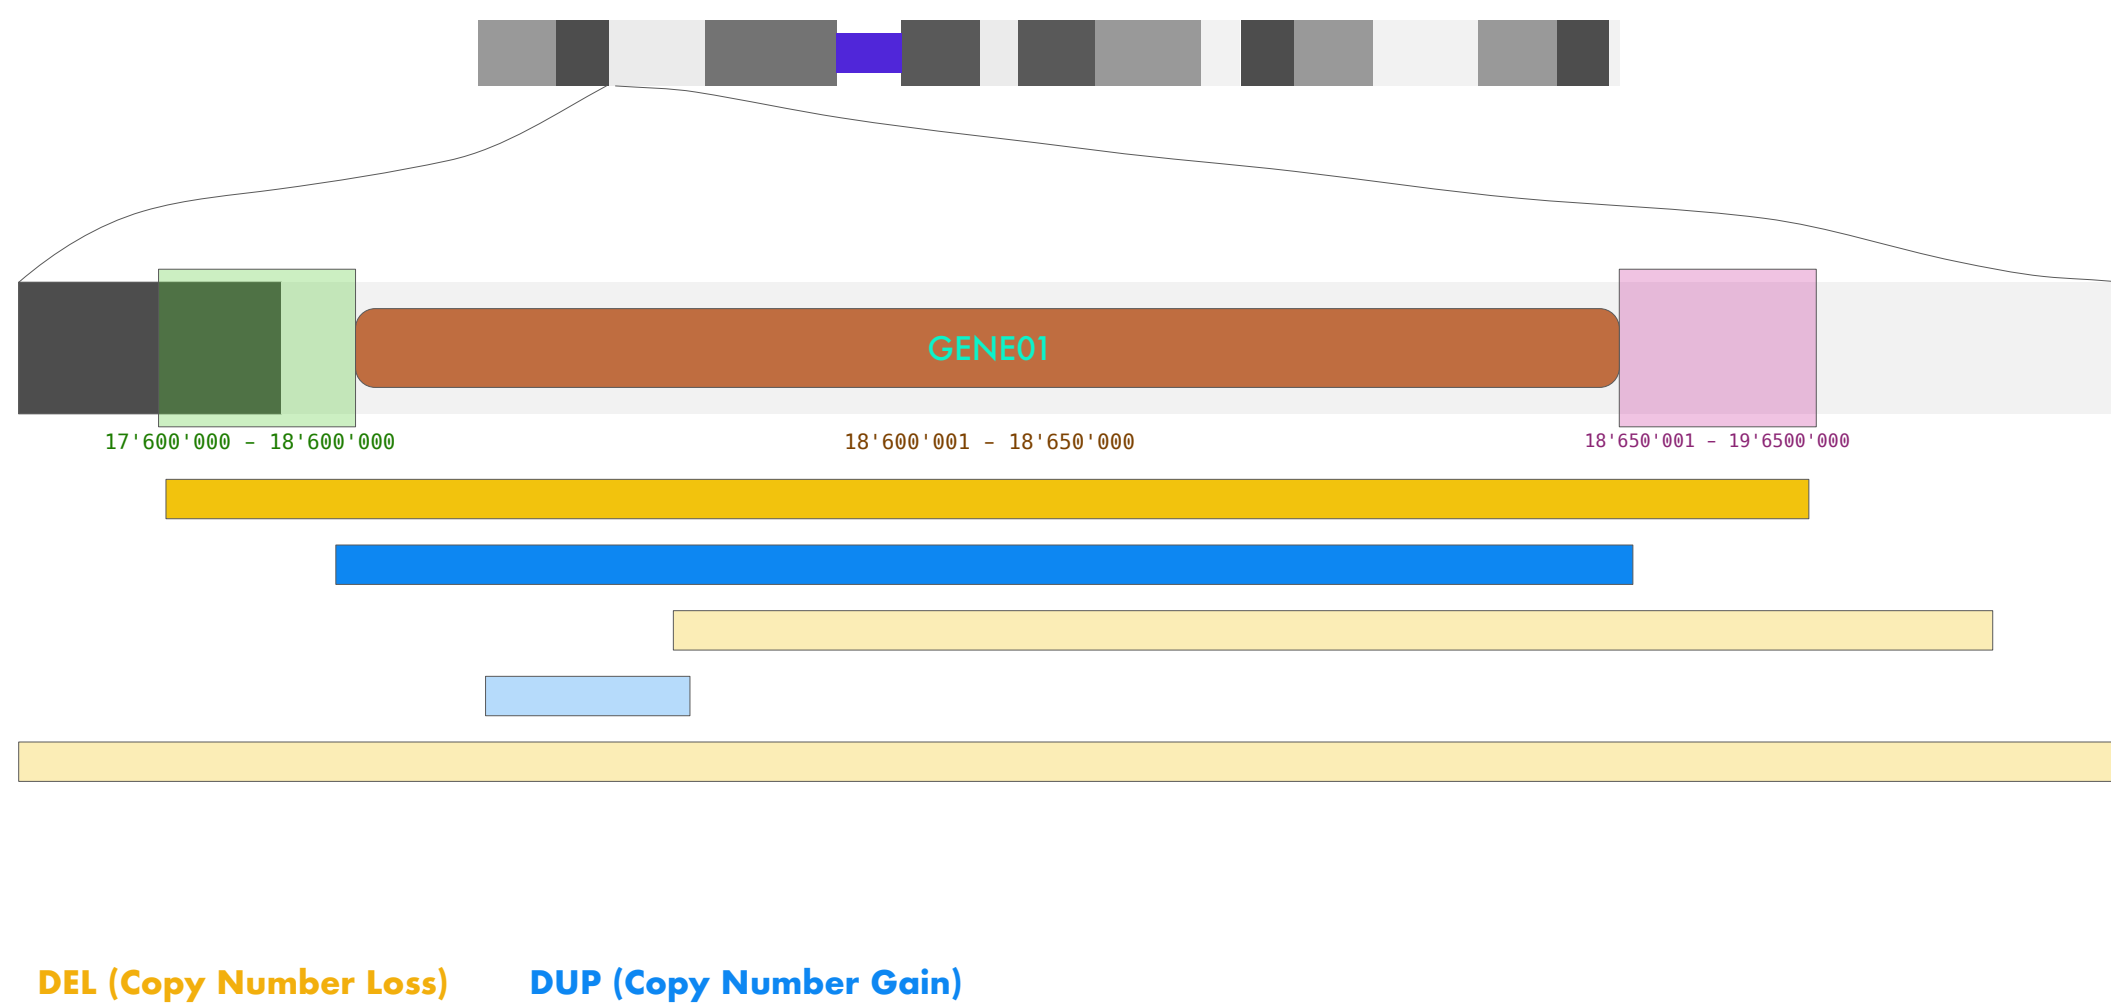 GENE01
17'600'000 - 18'600'000
18'600'001 - 18'650'000
18'650'001 - 19'6500'000
DEL (Copy Number Loss)
DUP (Copy Number Gain)